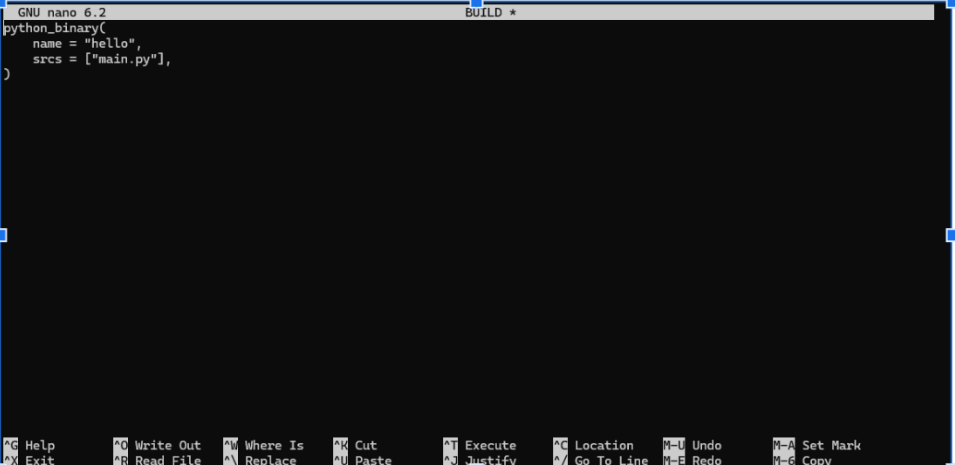 GNU nano 6.2 BUILD *
python_binary(
    name = "hello",
    srcs = ["main.py"],
)
^G Help ^O Write Out ^W Where Is ^K Cut ^T Execute ^C Location M-U Undo M-A Set Mark
^X Exit ^R Read File ^\ Replace ^U Paste ^J Justify ^/ Go To Line M-E Redo M-6 Copy